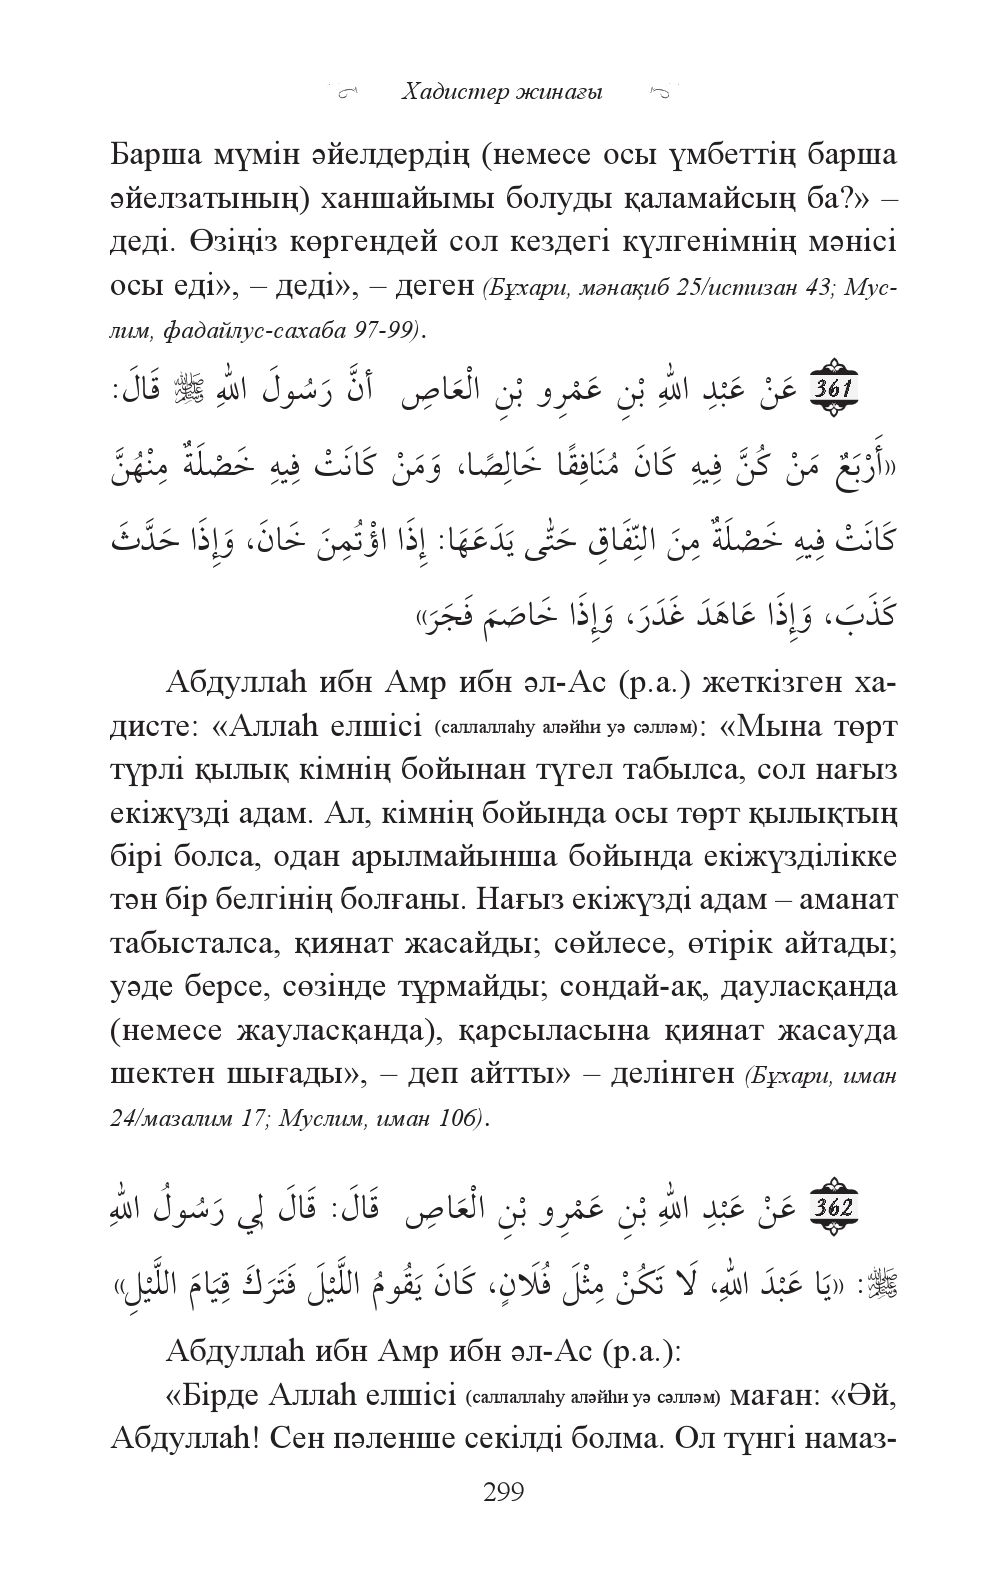 Хадистер жинағы
Барша мүмін әйелдердің (немесе осы үмбеттің барша
әйелзатының) ханшайымы болуды қаламайсың ба?» –
деді. Өзіңіз көргендей сол кездегі күлгенімнің мәнісі
осы еді», – деді», – деген (Бұхари, мәнақиб 25/истизан 43; Мус-
лим, фадайлус-сахаба 97-99).
361 عَنْ عَبْدِ اللهِ بْنِ عَمْرِو بْنِ الْعَاصِ أنَّ رَسُولَ اللهِ ﷺ قَالَ:
«أَرْبَعٌ مَنْ كُنَّ فِيهِ كَانَ مُنَافِقًا خَالِصًا، وَمَنْ كَانَتْ فِيهِ خَصْلَةٌ مِنْهُنَّ
كَانَتْ فِيهِ خَصْلَةٌ مِنَ النِّفَاقِ حَتَّى يَدَعَهَا: إِذَا اؤْتُمِنَ خَانَ، وَإِذَا حَدَّثَ
كَذَبَ، وَإِذَا عَاهَدَ غَدَرَ، وَإِذَا خَاصَمَ فَجَرَ»
Абдуллаһ ибн Амр ибн әл-Ас (р.а.) жеткізген ха-
дисте: «Аллаһ елшісі (саллаллаһу аләйһи уә сәлләм): «Мына төрт
түрлі қылық кімнің бойынан түгел табылса, сол нағыз
екіжүзді адам. Ал, кімнің бойында осы төрт қылықтың
бірі болса, одан арылмайынша бойында екіжүзділікке
тән бір белгінің болғаны. Нағыз екіжүзді адам – аманат
табысталса, қиянат жасайды; сөйлесе, өтірік айтады;
уәде берсе, сөзінде тұрмайды; сондай-ақ, дауласқанда
(немесе жауласқанда), қарсыласына қиянат жасауда
шектен шығады», – деп айтты» – делінген (Бұхари, иман
24/мазалим 17; Муслим, иман 106).
362 عَنْ عَبْدِ اللهِ بْنِ عَمْرِو بْنِ الْعَاصِ قَالَ: قَالَ لِي رَسُولُ اللهِ
ﷺ: «يَا عَبْدَ اللهِ، لَا تَكُنْ مِثْلَ فُلَانٍ، كَانَ يَقُومُ اللَّيْلَ فَتَرَكَ قِيَامَ اللَّيْلِ»
Абдуллаһ ибн Амр ибн әл-Ас (р.а.):
«Бірде Аллаһ елшісі (саллаллаһу аләйһи уә сәлләм) маған: «Әй,
Абдуллаһ! Сен пәленше секілді болма. Ол түнгі намаз-
299